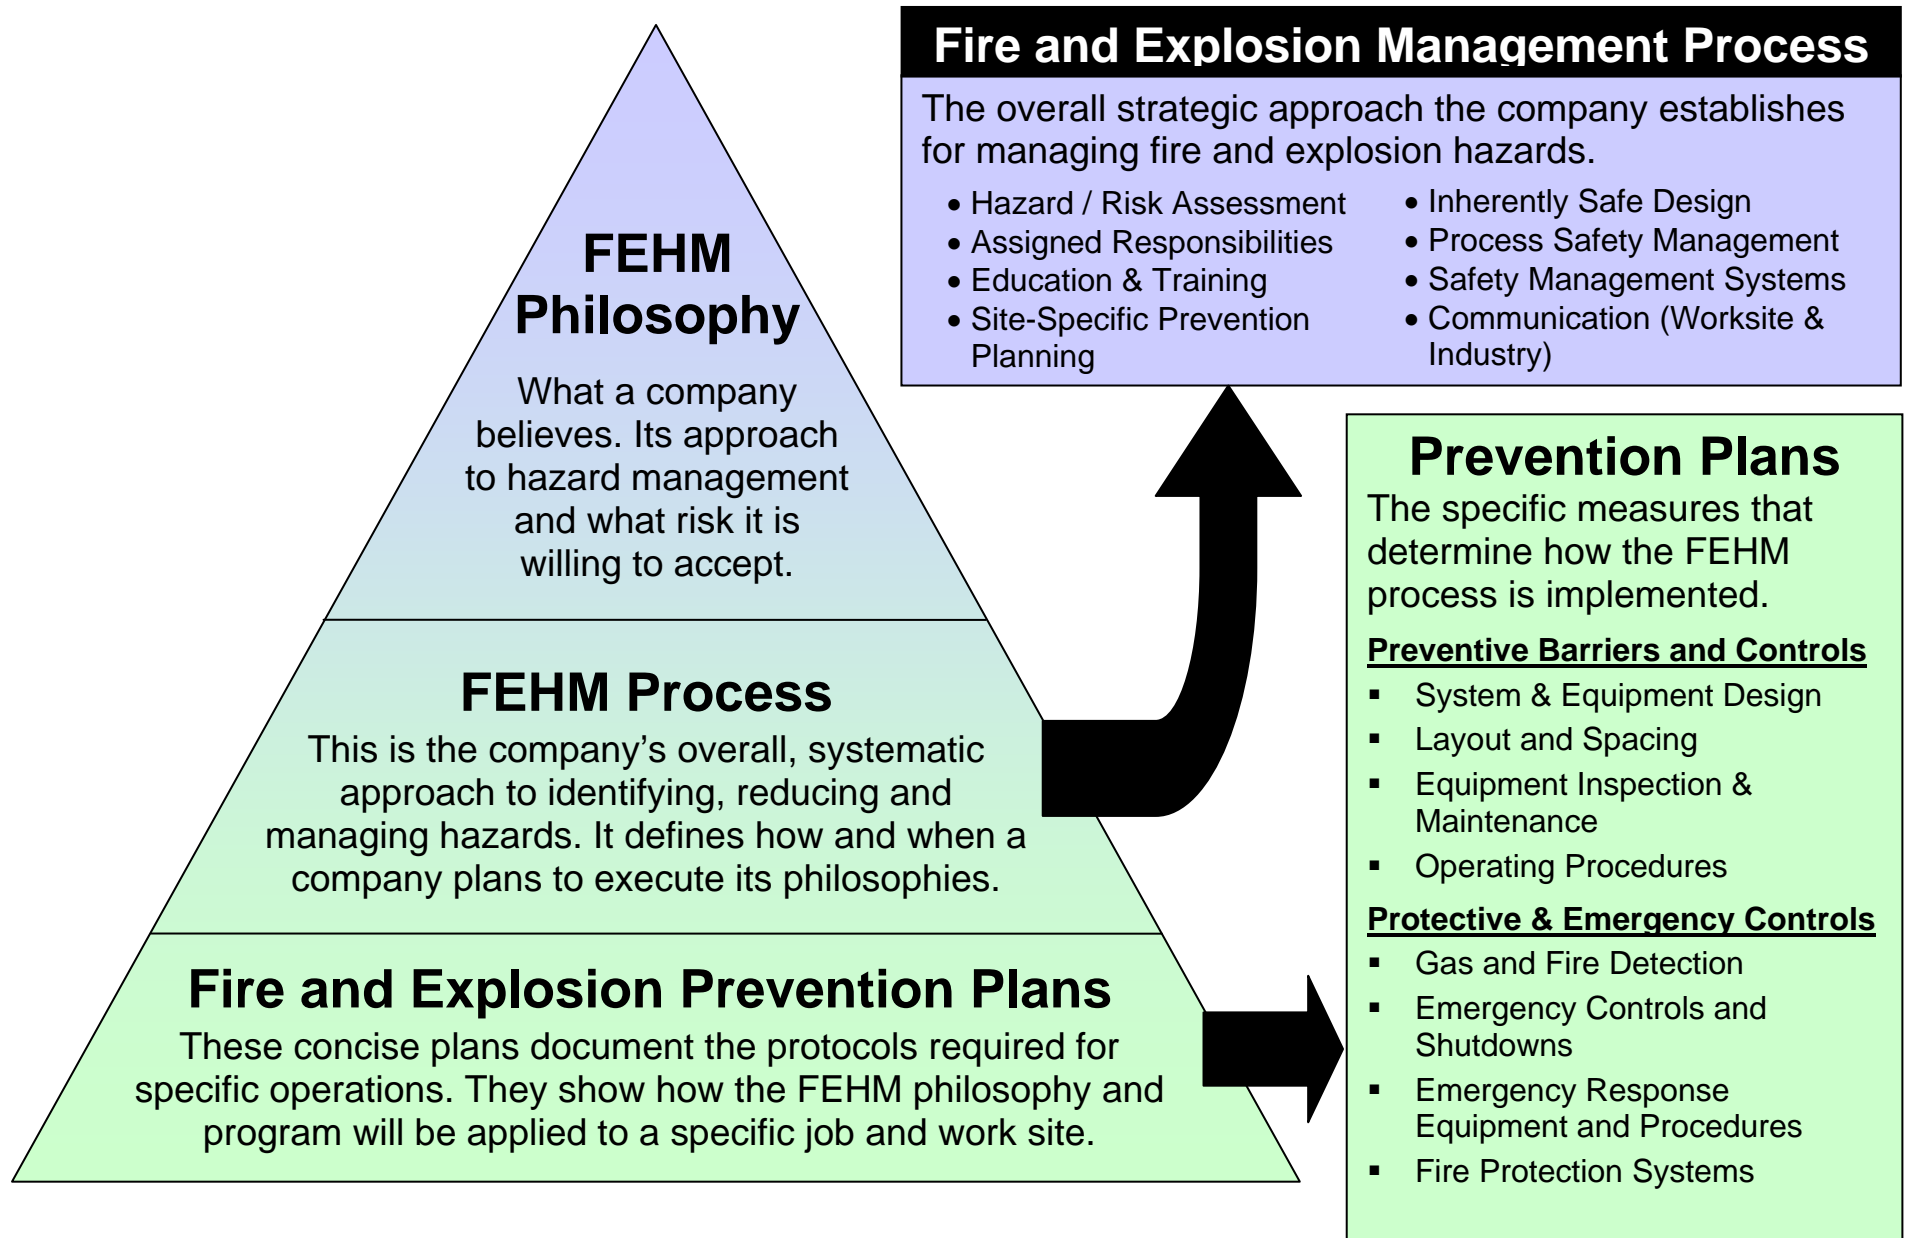 FEHM
Philosophy
What a company
believes. Its approach
to hazard management
and what risk it is
willing to accept.
FEHM Process
This is the company’s overall, systematic
approach to identifying, reducing and
managing hazards. It defines how and when a
company plans to execute its philosophies.
Fire and Explosion Prevention Plans
These concise plans document the protocols required for
specific operations. They show how the FEHM philosophy and
program will be applied to a specific job and work site.
Fire and Explosion Management Process
The overall strategic approach the company establishes
for managing fire and explosion hazards.
• Hazard / Risk Assessment
• Assigned Responsibilities
• Education & Training
• Site-Specific Prevention
Planning
• Inherently Safe Design
• Process Safety Management
• Safety Management Systems
• Communication (Worksite &
Industry)
Prevention Plans
The specific measures that
determine how the FEHM
process is implemented.
Preventive Barriers and Controls
▪ System & Equipment Design
▪ Layout and Spacing
▪ Equipment Inspection &
Maintenance
▪ Operating Procedures
Protective & Emergency Controls
▪ Gas and Fire Detection
▪ Emergency Controls and
Shutdowns
▪ Emergency Response
Equipment and Procedures
▪ Fire Protection Systems